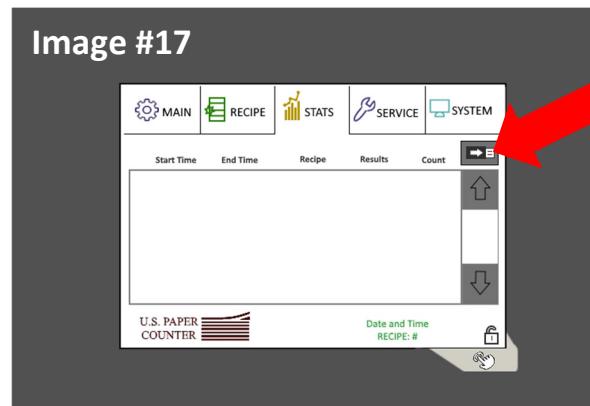 Image #17
MAIN RECIPE STATS SERVICE SYSTEM
Start Time End Time Recipe Results Count
U.S. PAPER
COUNTER
Date and Time
RECIPE: #